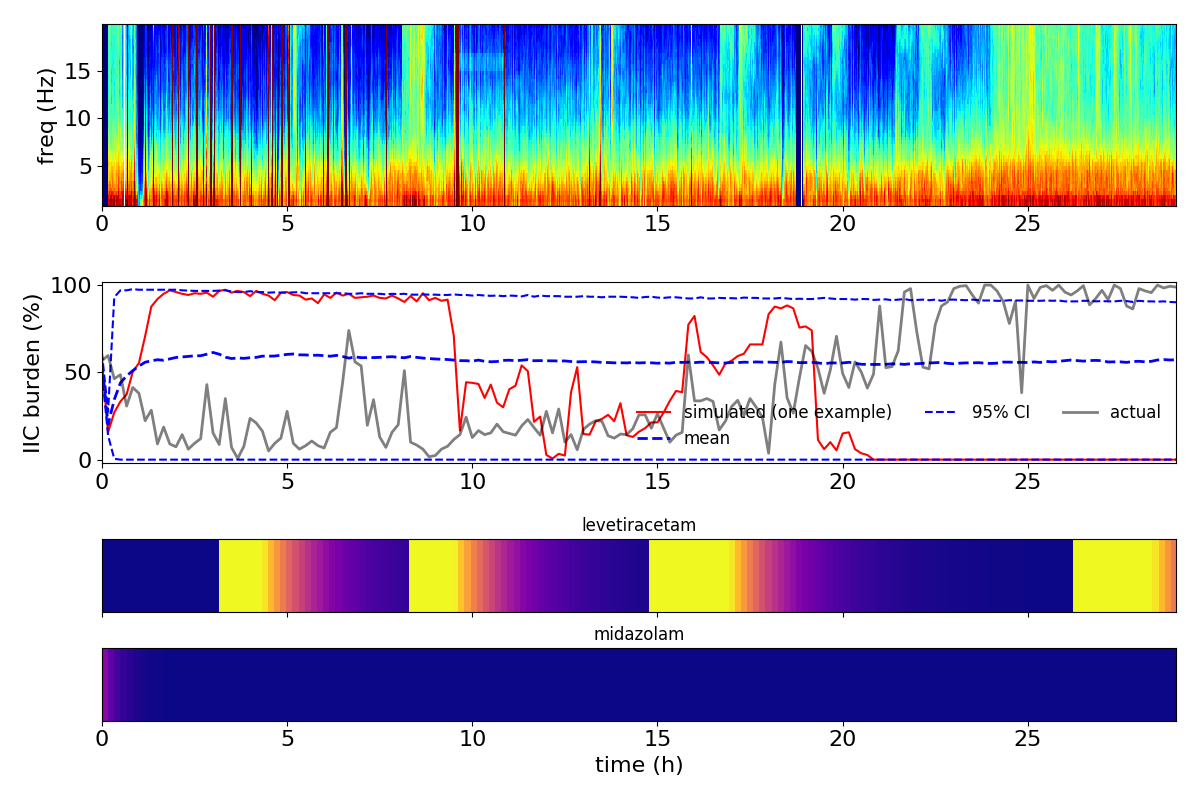 freq (Hz)
15
10
5
0 5 10 15 20 25
IIC burden (%)
100
50
0
simulated (one example) 95% CI actual
mean
0 5 10 15 20 25
levetiracetam
midazolam
0 5 10 15 20 25
time (h)